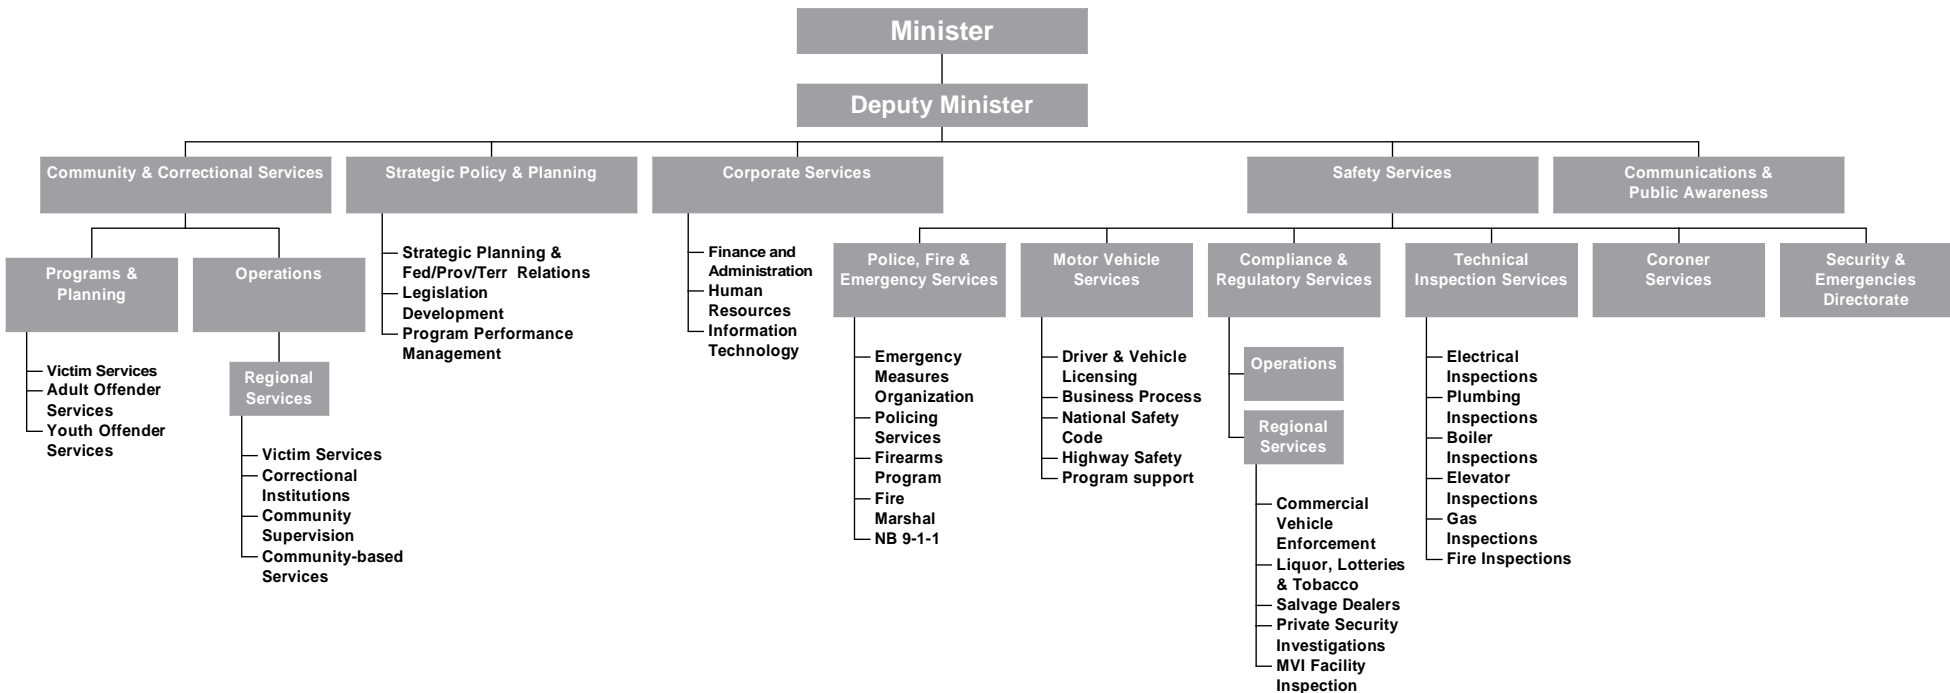 Minister
Deputy Minister
Community & Correctional Services
Strategic Policy & Planning
Corporate Services
Safety Services
Communications &
Public Awareness
Programs &
Planning
Victim Services
Adult Offender
Services
Youth Offender
Services
Operations
Regional
Services
Victim Services
Correctional
Institutions
Community
Supervision
Community-based
Services
Strategic Planning &
Fed/Prov/Terr Relations
Legislation
Development
Program Performance
Management
Finance and
Administration
Human
Resources
Information
Technology
Police, Fire &
Emergency Services
Emergency
Measures
Organization
Policing
Services
Firearms
Program
Fire
Marshal
NB 9-1-1
Motor Vehicle
Services
Driver & Vehicle
Licensing
Business Process
National Safety
Code
Highway Safety
Program support
Compliance &
Regulatory Services
Operations
Regional
Services
Commercial
Vehicle
Enforcement
Liquor, Lotteries
& Tobacco
Salvage Dealers
Private Security
Investigations
MVI Facility
Inspection
Technical
Inspection Services
Electrical
Inspections
Plumbing
Inspections
Boiler
Inspections
Elevator
Inspections
Gas
Inspections
Fire Inspections
Coroner
Services
Security &
Emergencies
Directorate